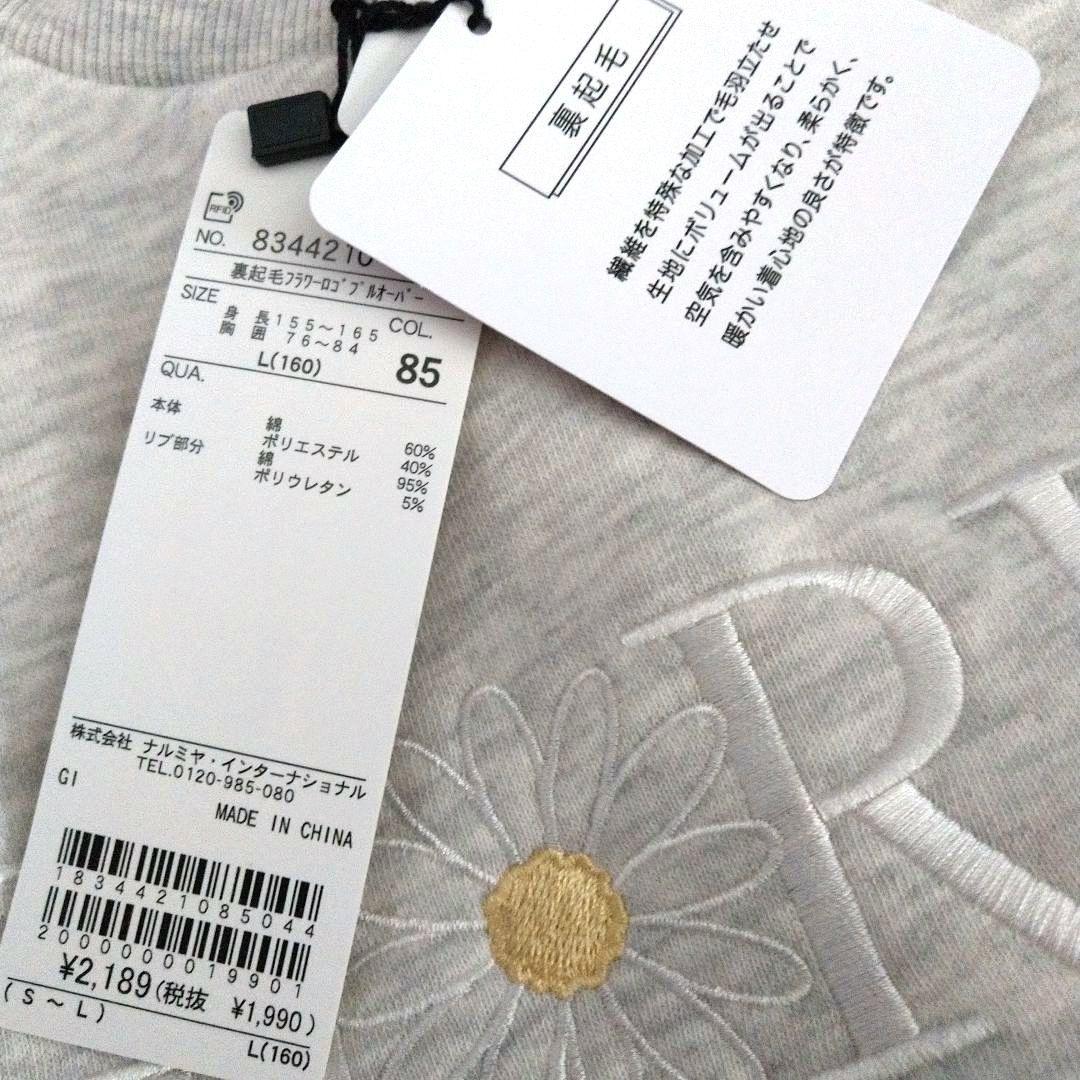 裏起毛
繊維を特殊な加工で毛羽立たせ
生地にボリュームが出ることで
空気を含みやすくなり、柔らかく、
暖かい着心地の良さが特徴です。
RFID
NO. 8344210
裏起毛フラワーロゴプルオーバー
SIZE
身長 155～165 COL.
胸囲 76～84
L(160) 85
QUA.
本体 綿 60%
ポリエステル 40%
リブ部分 綿 95%
ポリウレタン 5%
株式会社 ナルミヤ・インターナショナル
TEL.0120-985-080
GI
MADE IN CHINA
1834421085044
2000000019901
¥2,189(税抜 ¥1,990)
(S～L)
L(160)
R